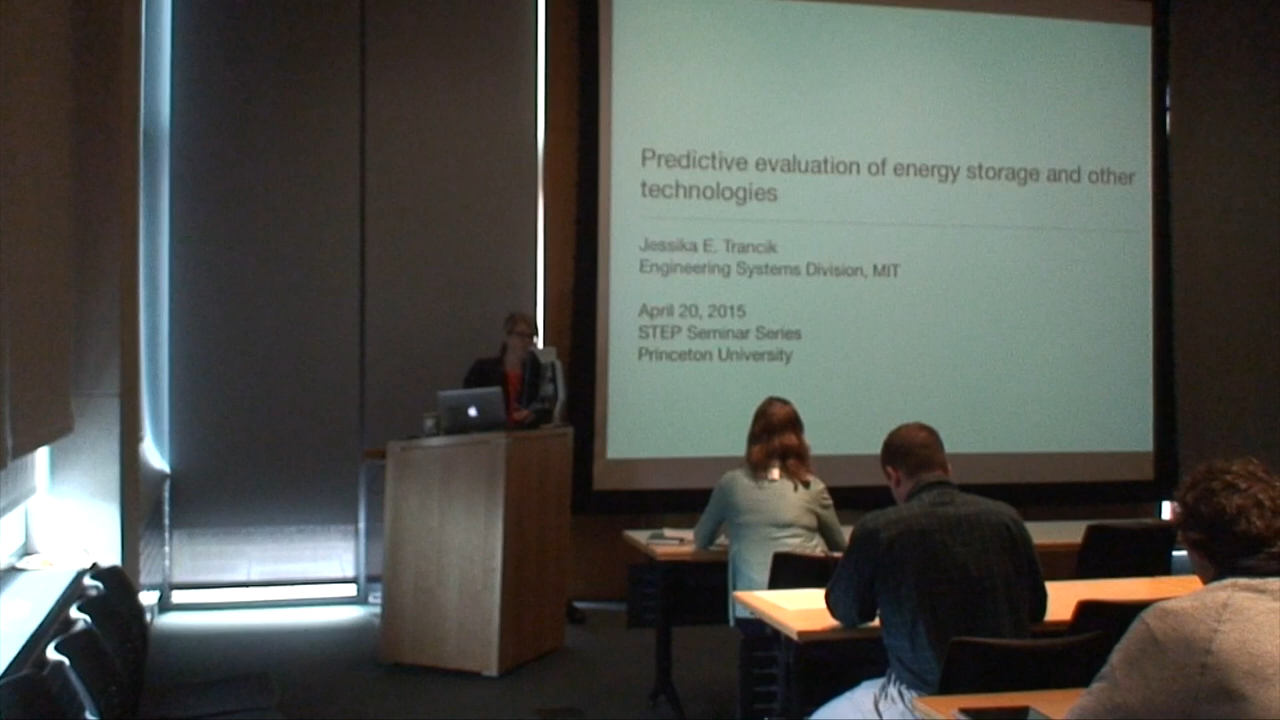 Predictive evaluation of energy storage and other
technologies
Jessika E. Trancik
Engineering Systems Division, MIT
April 20, 2015
STEP Seminar Series
Princeton University